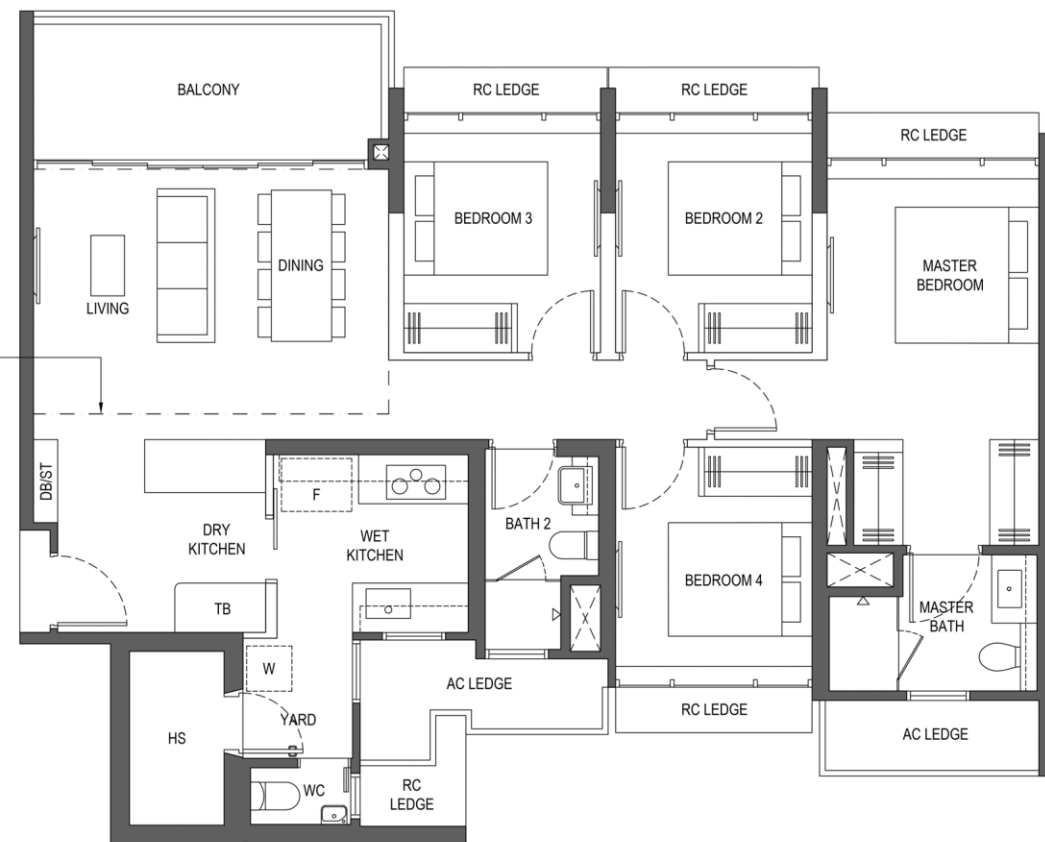 BALCONY
RC LEDGE
RC LEDGE
RC LEDGE
BEDROOM 3
BEDROOM 2
MASTER
BEDROOM
DINING
LIVING
DB/ST
F
DRY
KITCHEN
WET
KITCHEN
BATH 2
BEDROOM 4
TB
MASTER
BATH
W
AC LEDGE
YARD
RC LEDGE
HS
AC LEDGE
WC
RC
LEDGE